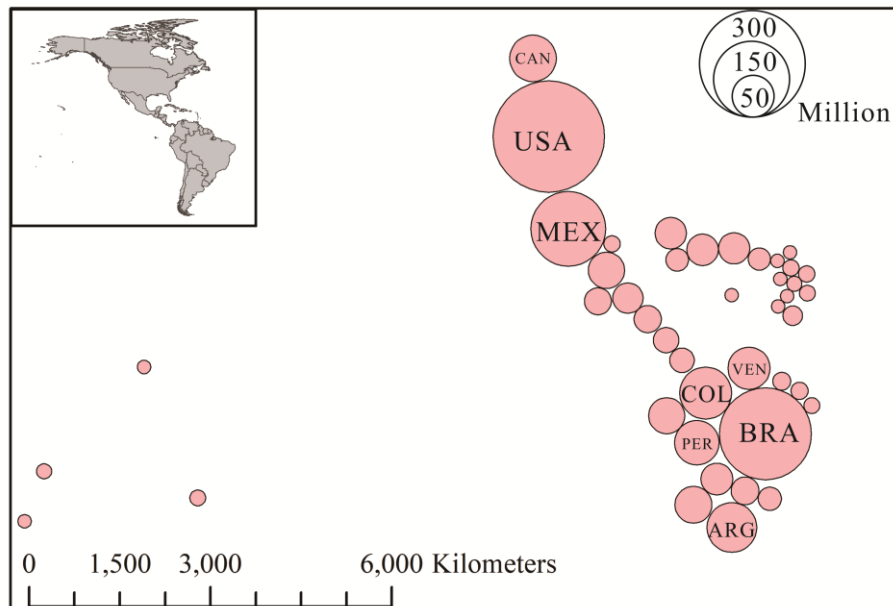 300
150
50
Million
CAN
USA
MEX
VEN
COL
BRA
PER
ARG
0 1,500 3,000 6,000 Kilometers